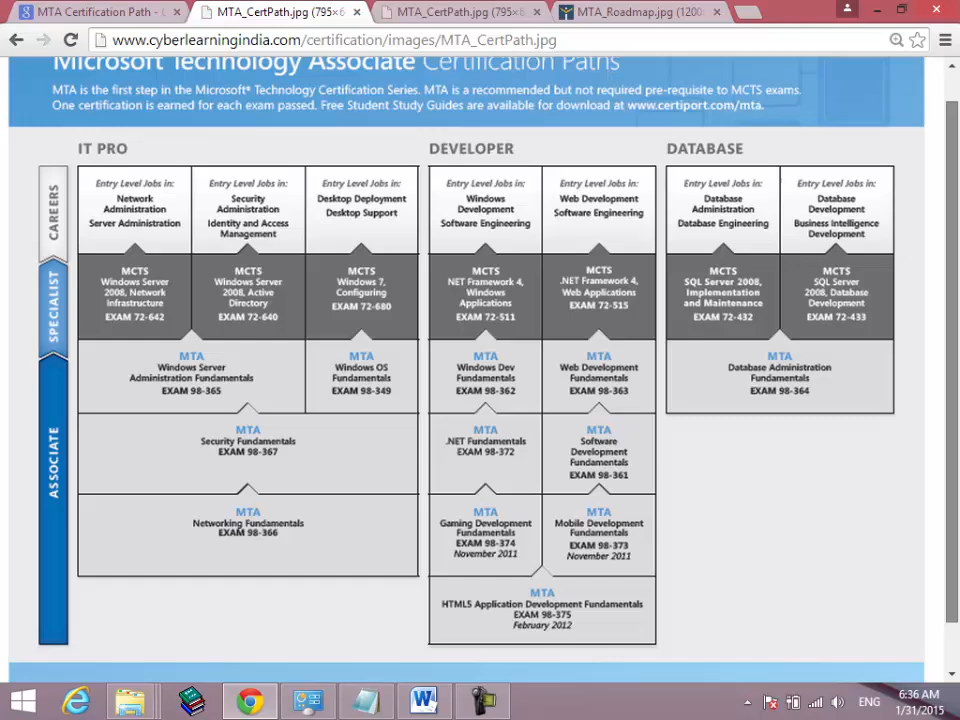 MTA Certification Path - G
MTA_CertPath.jpg (795×6
MTA_CertPath.jpg (795×6
MTA_Roadmap.jpg (1200
www.cyberlearningindia.com/certification/images/MTA_CertPath.jpg
Microsoft Technology Associate Certification Paths
MTA is the first step in the Microsoft® Technology Certification Series. MTA is a recommended but not required pre-requisite to MCTS exams.
One certification is earned for each exam passed. Free Student Study Guides are available for download at www.certiport.com/mta.
IT PRO
DEVELOPER
DATABASE
CAREERS
Entry Level Jobs in:
Network
Administration
Server Administration
Entry Level Jobs in:
Security
Administration
Identity and Access
Management
Entry Level Jobs in:
Desktop Deployment
Desktop Support
Entry Level Jobs in:
Windows
Development
Software Engineering
Entry Level Jobs in:
Web Development
Software Engineering
Entry Level Jobs in:
Database
Administration
Database Engineering
Entry Level Jobs in:
Database
Development
Business Intelligence
Development
SPECIALIST
MCTS
Windows Server
2008, Network
Infrastructure
EXAM 72-642
MCTS
Windows Server
2008, Active
Directory
EXAM 72-640
MCTS
Windows 7,
Configuring
EXAM 72-680
MCTS
.NET Framework 4,
Windows
Applications
EXAM 72-511
MCTS
.NET Framework 4,
Web Applications
EXAM 72-515
MCTS
SQL Server 2008,
Implementation
and Maintenance
EXAM 72-432
MCTS
SQL Server
2008, Database
Development
EXAM 72-433
ASSOCIATE
MTA
Windows Server
Administration Fundamentals
EXAM 98-365
MTA
Windows OS
Fundamentals
EXAM 98-349
MTA
Windows Dev
Fundamentals
EXAM 98-362
MTA
Web Development
Fundamentals
EXAM 98-363
MTA
Database Administration
Fundamentals
EXAM 98-364
MTA
Security Fundamentals
EXAM 98-367
MTA
.NET Fundamentals
EXAM 98-372
MTA
Software
Development
Fundamentals
EXAM 98-361
MTA
Networking Fundamentals
EXAM 98-366
MTA
Gaming Development
Fundamentals
EXAM 98-374
November 2011
MTA
Mobile Development
Fundamentals
EXAM 98-373
November 2011
MTA
HTML5 Application Development Fundamentals
EXAM 98-375
February 2012
ENG
6:36 AM
1/31/2015